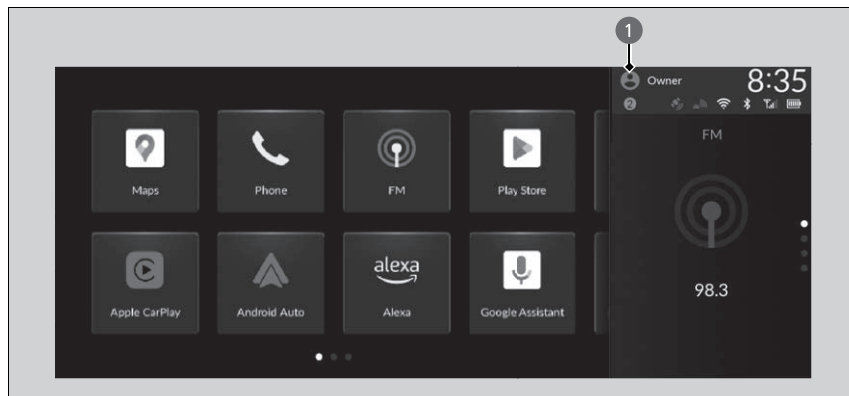 1
Owner
8:35
2
FM
98.3
Maps
Phone
FM
Play Store
Apple CarPlay
Android Auto
alexa
Alexa
Google Assistant